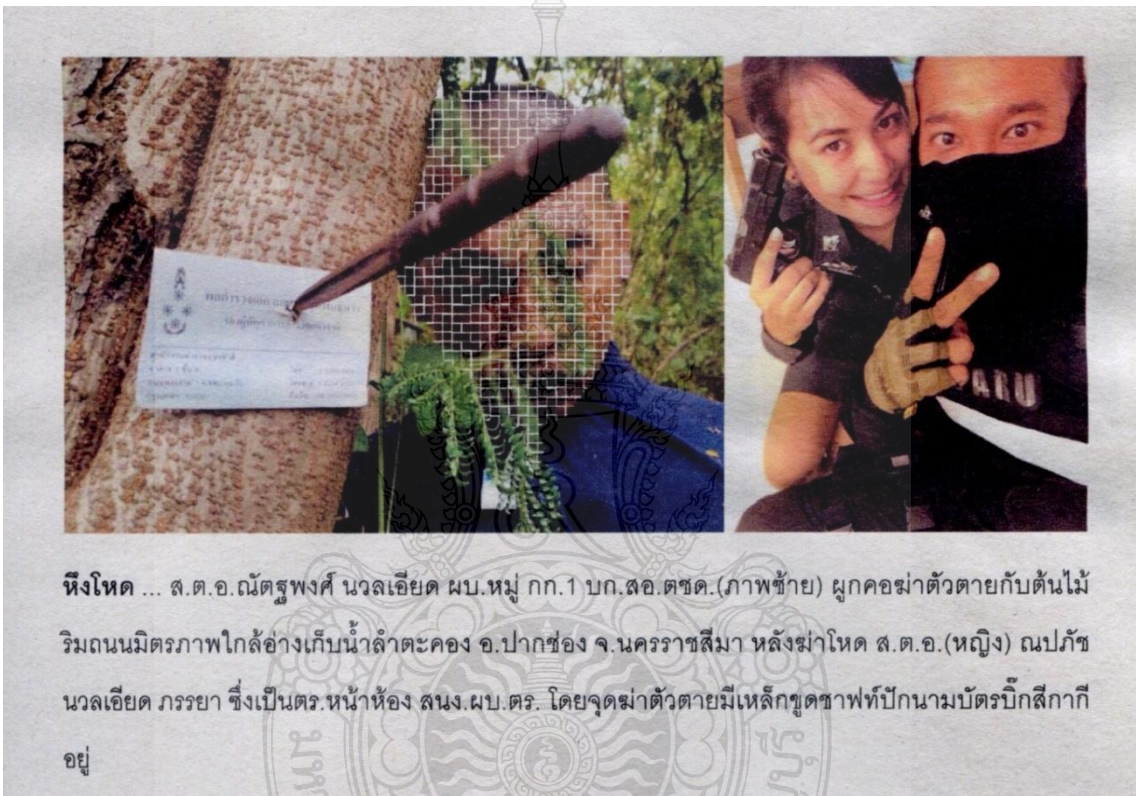 ARU
หึงโหด ... ส.ต.อ.ณัตฐพงศ์ นวลเอียด ผบ.หมู่ กก.1 บก.สอ.ตชด.(ภาพซ้าย) ผูกคอฆ่าตัวตายกับต้นไม้
ริมถนนมิตรภาพใกล้อ่างเก็บน้ำลำตะคอง อ.ปากช่อง จ.นครราชสีมา หลังฆ่าโหด ส.ต.อ.(หญิง) ณปภัช
นวลเอียด ภรรยา ซึ่งเป็นตร.หน้าห้อง สนง.ผบ.ตร. โดยจุดฆ่าตัวตายมีเหล็กขูดชาฟท์ปักนามบัตรบิ๊กสีกากี
อยู่